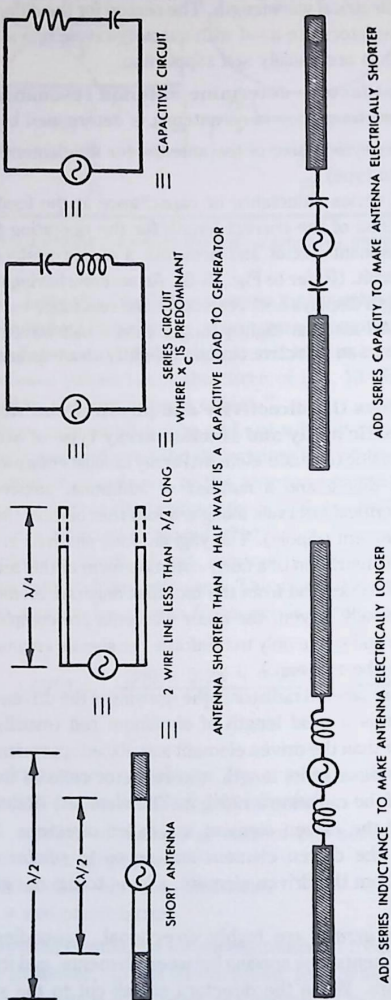 λ/2
<λ/2
SHORT ANTENNA
≡
≡
λ/4
2 WIRE LINE LESS THAN λ/4 LONG
≡
≡
SERIES CIRCUIT
WHERE XC IS PREDOMINANT
≡
≡
CAPACITIVE CIRCUIT
ANTENNA SHORTER THAN A HALF WAVE IS A CAPACITIVE LOAD TO GENERATOR
ADD SERIES INDUCTANCE TO MAKE ANTENNA ELECTRICALLY LONGER
ADD SERIES CAPACITY TO MAKE ANTENNA ELECTRICALLY SHORTER